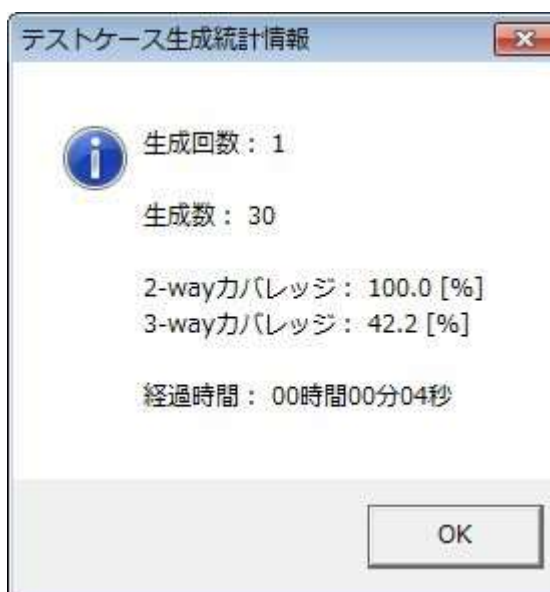 テストケース生成統計情報
生成回数： 1
生成数： 30
2-wayカバレッジ： 100.0 [%]
3-wayカバレッジ： 42.2 [%]
経過時間： 00時間00分04秒
OK